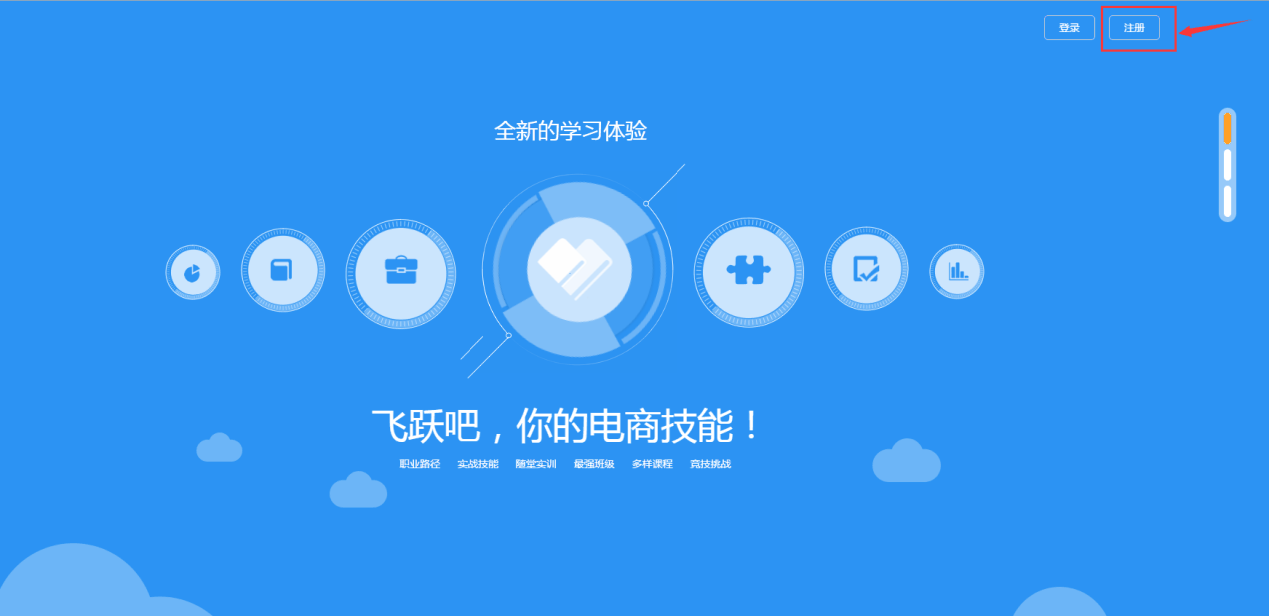 登录 注册
全新的学习体验
飞跃吧，你的电商技能！
职业路径 实战技能 随堂实训 最强班级 多样课程 竞技挑战